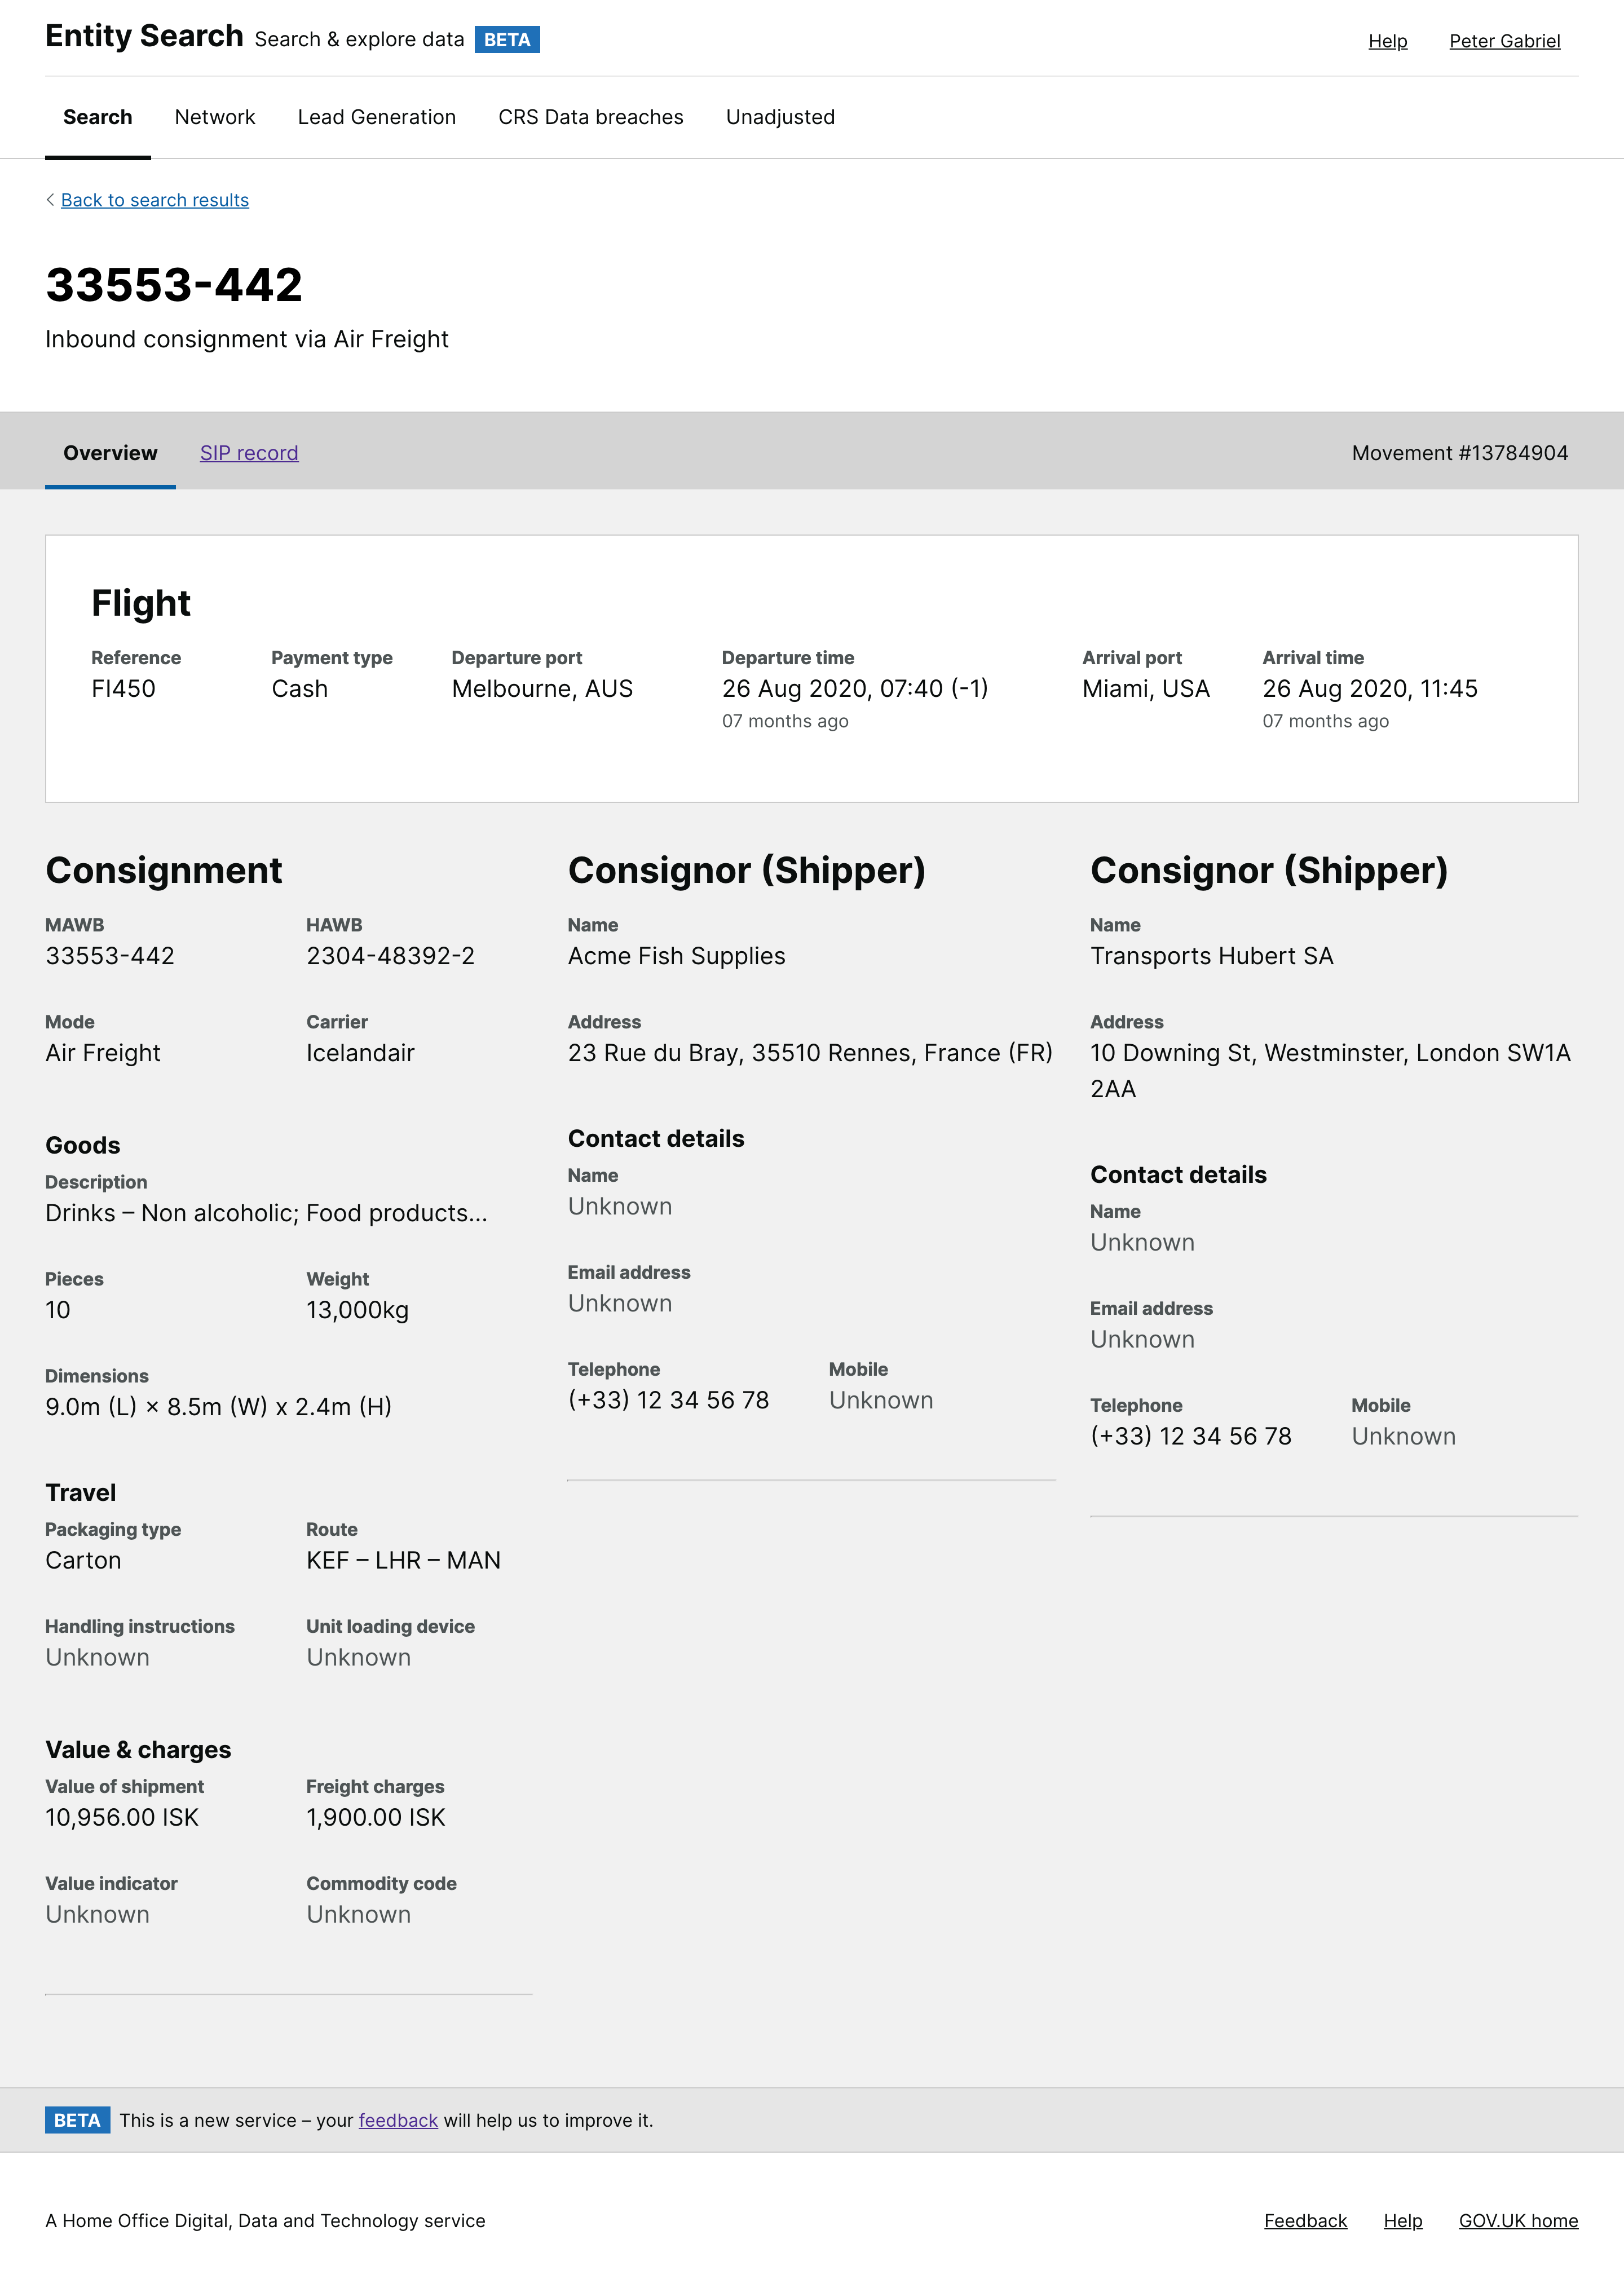 Entity Search Search & explore data BETA
Help Peter Gabriel
Search Network Lead Generation CRS Data breaches Unadjusted
Back to search results
33553-442
Inbound consignment via Air Freight
Overview SIP record Movement #13784904
Flight
Reference Payment type Departure port Departure time Arrival port Arrival time
FI450 Cash Melbourne, AUS 26 Aug 2020, 07:40 (-1) Miami, USA 26 Aug 2020, 11:45
07 months ago 07 months ago
Consignment
MAWB HAWB
33553-442 2304-48392-2
Mode Carrier
Air Freight Icelandair
Goods
Description
Drinks – Non alcoholic; Food products...
Pieces Weight
10 13,000kg
Dimensions
9.0m (L) × 8.5m (W) x 2.4m (H)
Travel
Packaging type Route
Carton KEF – LHR – MAN
Handling instructions Unit loading device
Unknown Unknown
Value & charges
Value of shipment Freight charges
10,956.00 ISK 1,900.00 ISK
Value indicator Commodity code
Unknown Unknown
Consignor (Shipper)
Name
Acme Fish Supplies
Address
23 Rue du Bray, 35510 Rennes, France (FR)
Contact details
Name
Unknown
Email address
Unknown
Telephone Mobile
(+33) 12 34 56 78 Unknown
Consignor (Shipper)
Name
Transports Hubert SA
Address
10 Downing St, Westminster, London SW1A
2AA
Contact details
Name
Unknown
Email address
Unknown
Telephone Mobile
(+33) 12 34 56 78 Unknown
BETA This is a new service – your feedback will help us to improve it.
A Home Office Digital, Data and Technology service
Feedback Help GOV.UK home